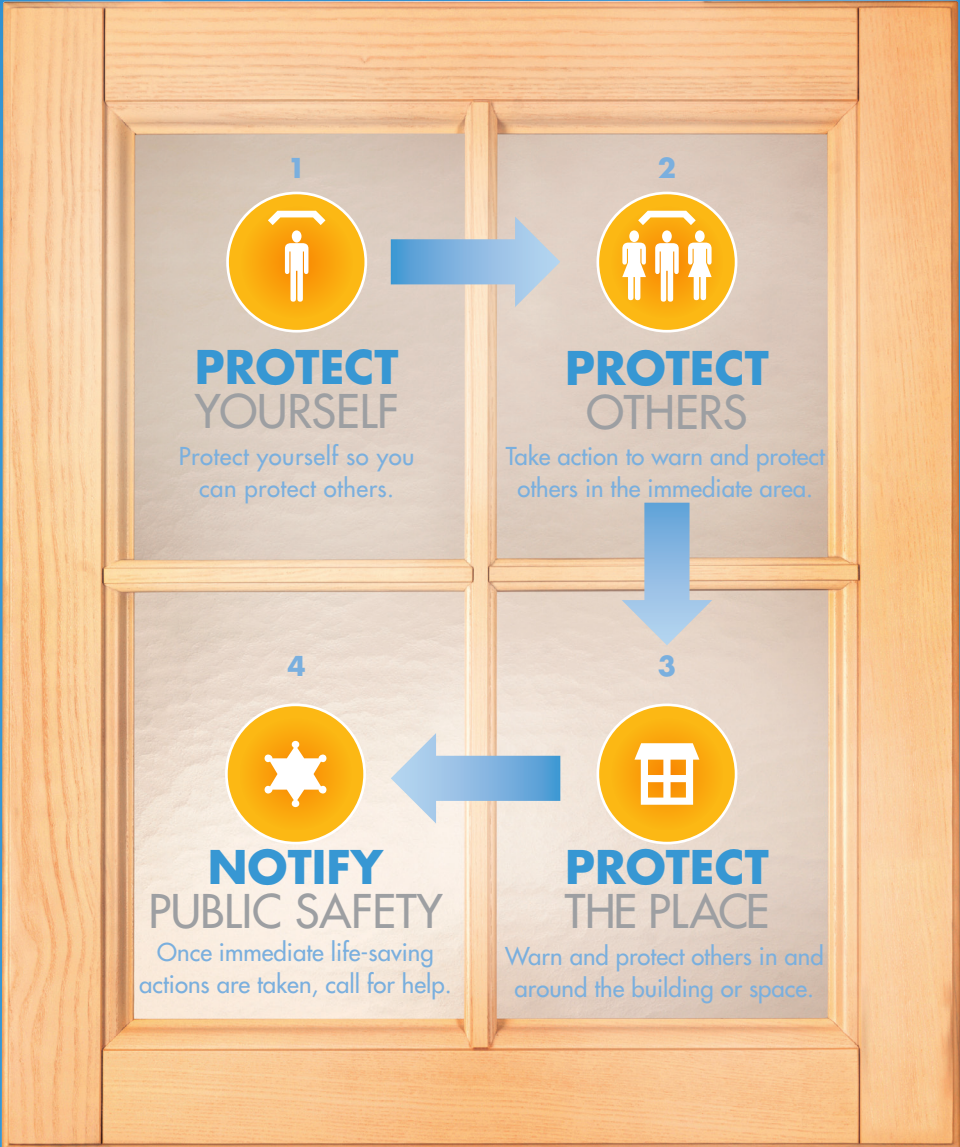 1
PROTECT
YOURSELF
Protect yourself so you
can protect others.
2
PROTECT
OTHERS
Take action to warn and protect
others in the immediate area.
3
PROTECT
THE PLACE
Warn and protect others in and
around the building or space.
4
NOTIFY
PUBLIC SAFETY
Once immediate life-saving
actions are taken, call for help.